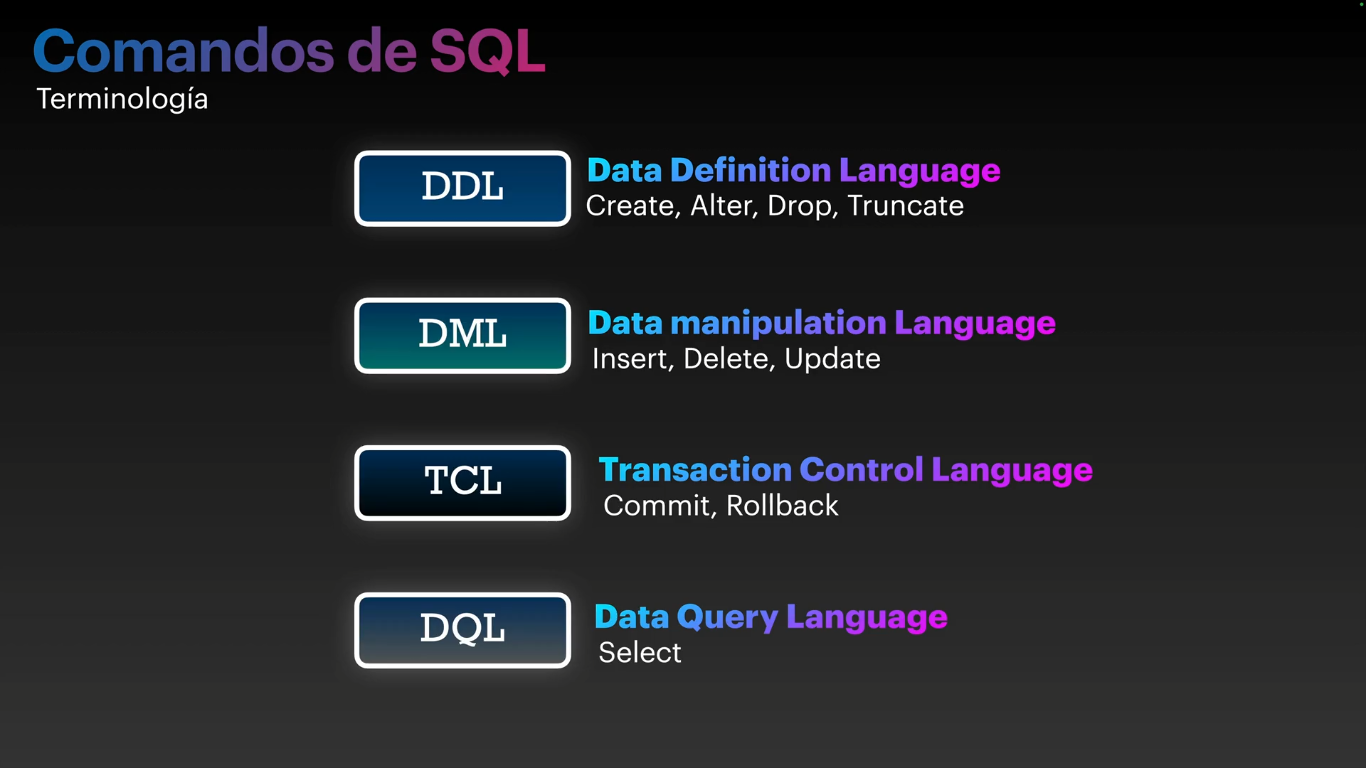 Comandos de SQL
Terminología
DDL
Data Definition Language
Create, Alter, Drop, Truncate
DML
Data manipulation Language
Insert, Delete, Update
TCL
Transaction Control Language
Commit, Rollback
DQL
Data Query Language
Select